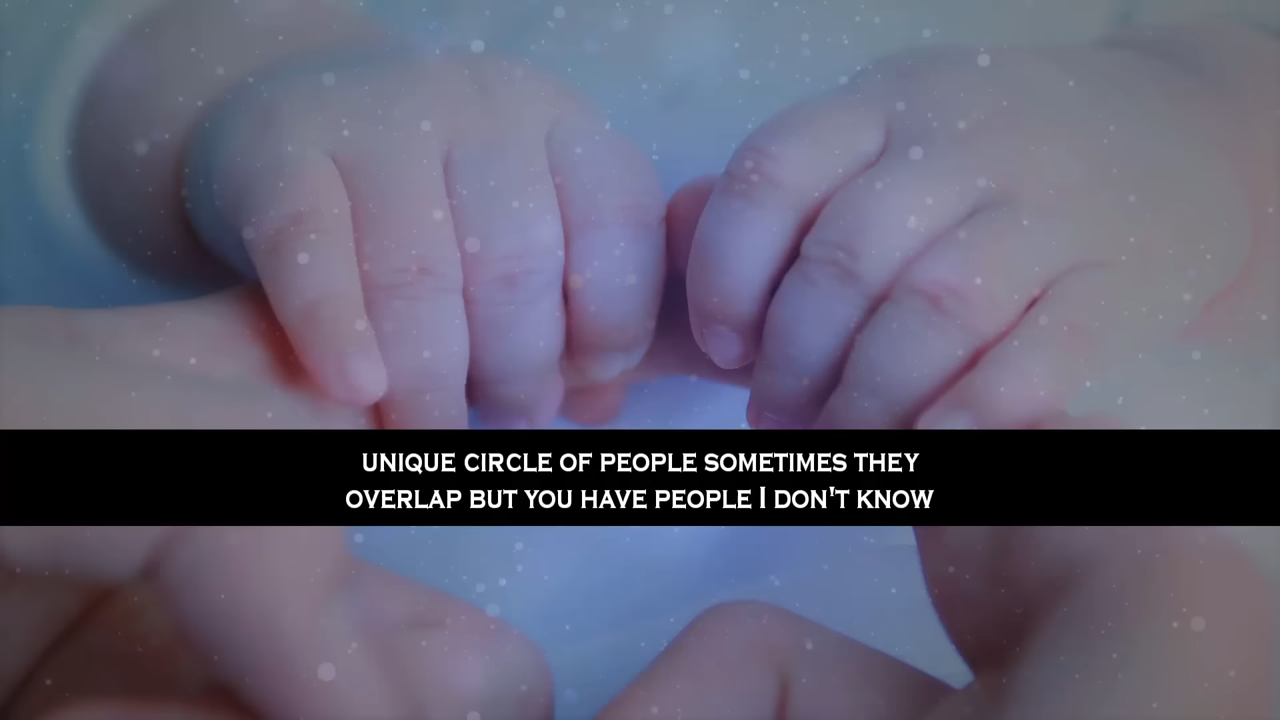 UNIQUE CIRCLE OF PEOPLE SOMETIMES THEY
OVERLAP BUT YOU HAVE PEOPLE I DON'T KNOW